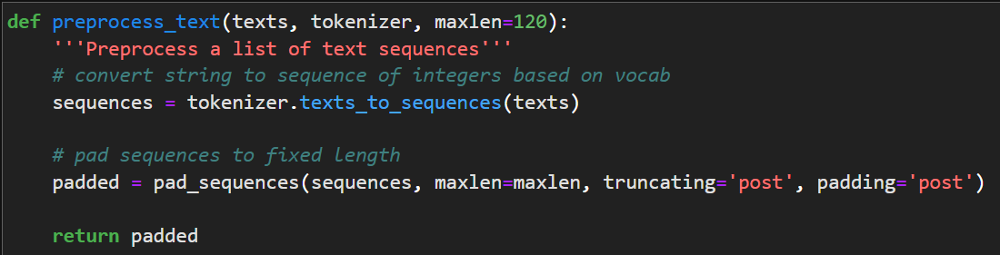 def preprocess_text(texts, tokenizer, maxlen=120):
    '''Preprocess a list of text sequences'''
    # convert string to sequence of integers based on vocab
    sequences = tokenizer.texts_to_sequences(texts)
    # pad sequences to fixed length
    padded = pad_sequences(sequences, maxlen=maxlen, truncating='post', padding='post')
    return padded